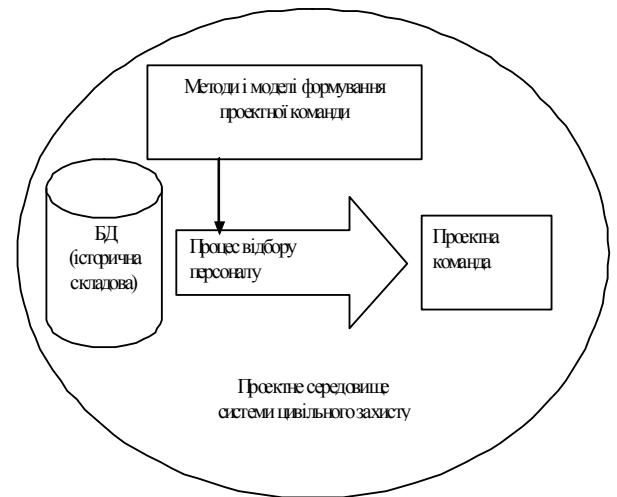 Методи і моделі формування
проектної команди
БД
(історична
складова)
Процес відбору
персоналу
Проектна
команда
Проектне середовище
системи цивільного захисту